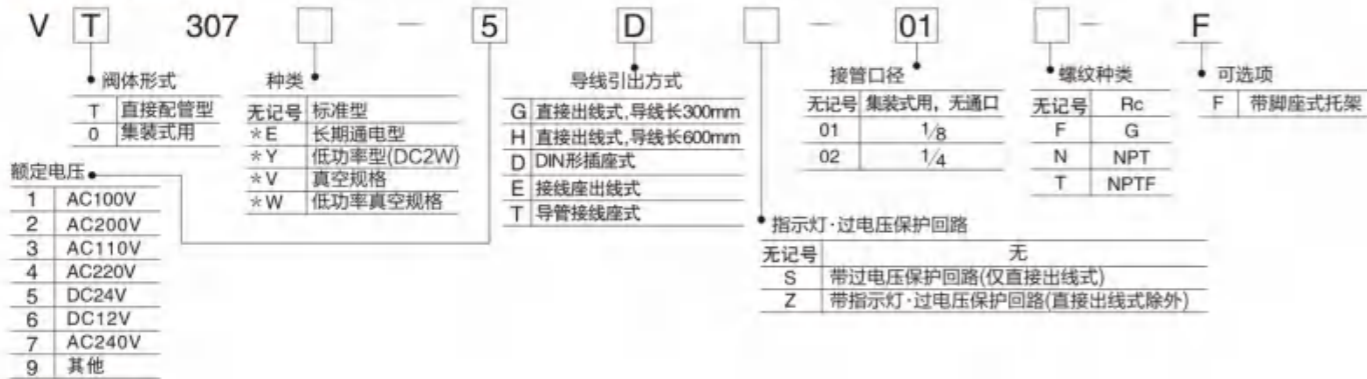 V T 307 — 5 D — 01 — F
阀体形式
T 直接配管型
0 集装式用
种类
无记号 标准型
*E 长期通电型
*Y 低功率型(DC2W)
*V 真空规格
*W 低功率真空规格
导线引出方式
G 直接出线式,导线长300mm
H 直接出线式,导线长600mm
D DIN形插座式
E 接线座出线式
T 导管接线座式
接管口径
无记号 集装式用，无通口
01 1/8
02 1/4
螺纹种类
无记号 Rc
F G
N NPT
T NPTF
可选项
F 带脚座式托架
额定电压
1 AC100V
2 AC200V
3 AC110V
4 AC220V
5 DC24V
6 DC12V
7 AC240V
9 其他
指示灯·过电压保护回路
无记号 无
S 带过电压保护回路(仅直接出线式)
Z 带指示灯·过电压保护回路(直接出线式除外)